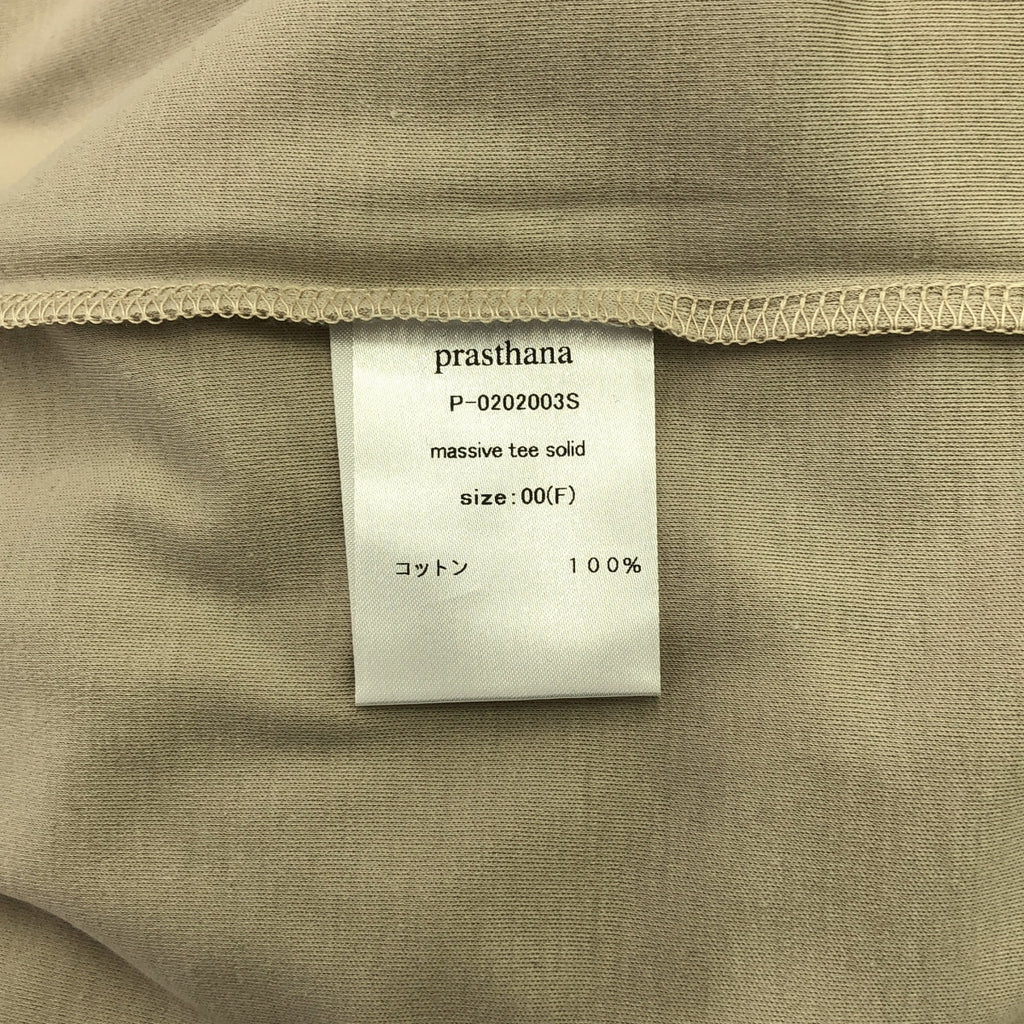 prasthana
P-0202003S
massive tee solid
size:00(F)
コットン 100%